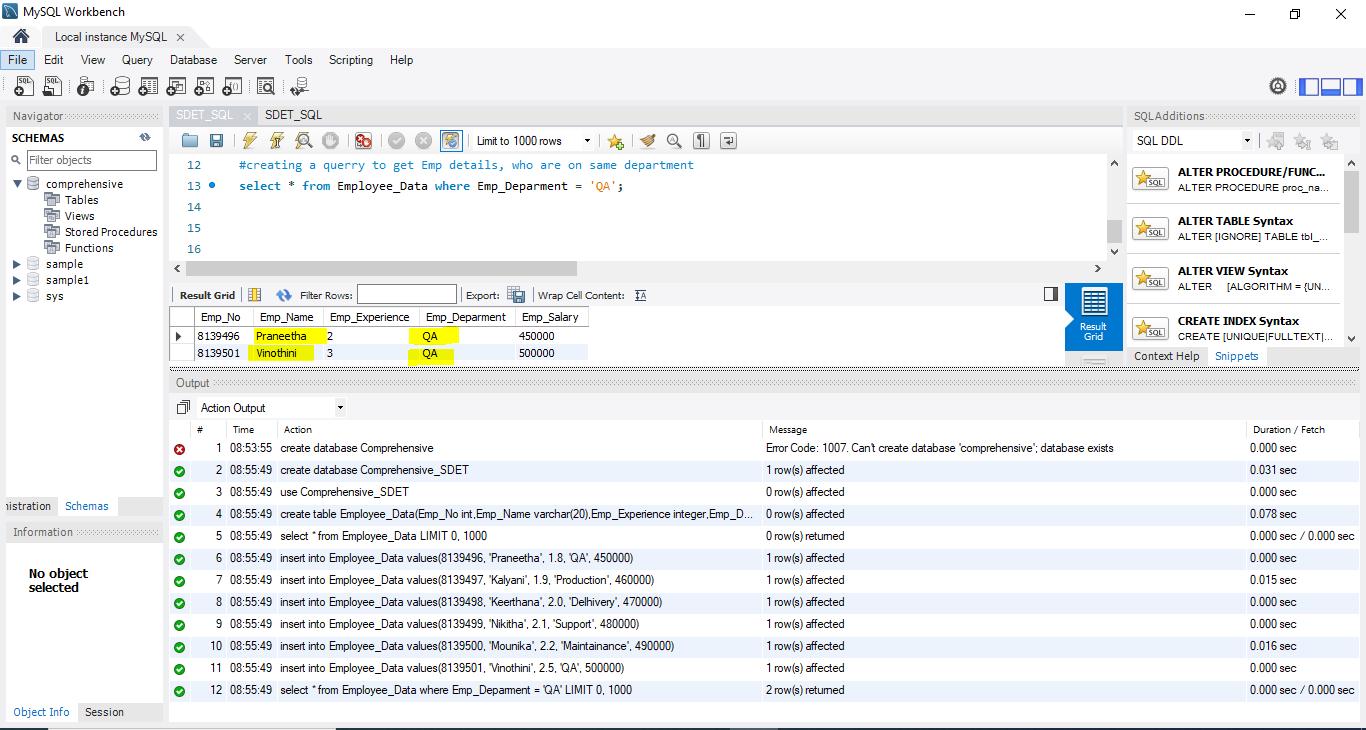 MySQL Workbench
Local instance MySQL
File Edit View Query Database Server Tools Scripting Help
Navigator
SCHEMAS
Filter objects
comprehensive
Tables
Views
Stored Procedures
Functions
sample
sample1
sys
nistration Schemas
Information
No object
selected
Object Info Session
SDET_SQL SDET_SQL
Limit to 1000 rows
12 #creating a querry to get Emp details, who are on same department
13 select * from Employee_Data where Emp_Deparment = 'QA';
14
15
16
Result Grid Filter Rows: Export: Wrap Cell Content:
Emp_No Emp_Name Emp_Experience Emp_Deparment Emp_Salary
8139496 Praneetha 2 QA 450000
8139501 Vinothini 3 QA 500000
Result
Grid
SQLAdditions
SQL DDL
ALTER PROCEDURE/FUNC...
ALTER PROCEDURE proc_na...
ALTER TABLE Syntax
ALTER [IGNORE] TABLE tbl_...
ALTER VIEW Syntax
ALTER [ALGORITHM = {UN...
CREATE INDEX Syntax
CREATE [UNIQUE|FULLTEXT|...
Context Help Snippets
Output
Action Output
# Time Action Message Duration / Fetch
1 08:53:55 create database Comprehensive Error Code: 1007. Can't create database 'comprehensive'; database exists 0.000 sec
2 08:55:49 create database Comprehensive_SDET 1 row(s) affected 0.031 sec
3 08:55:49 use Comprehensive_SDET 0 row(s) affected 0.000 sec
4 08:55:49 create table Employee_Data(Emp_No int,Emp_Name varchar(20),Emp_Experience integer,Emp_D... 0 row(s) affected 0.078 sec
5 08:55:49 select * from Employee_Data LIMIT 0, 1000 0 row(s) returned 0.000 sec / 0.000 sec
6 08:55:49 insert into Employee_Data values(8139496, 'Praneetha', 1.8, 'QA', 450000) 1 row(s) affected 0.000 sec
7 08:55:49 insert into Employee_Data values(8139497, 'Kalyani', 1.9, 'Production', 460000) 1 row(s) affected 0.015 sec
8 08:55:49 insert into Employee_Data values(8139498, 'Keerthana', 2.0, 'Delhivery', 470000) 1 row(s) affected 0.000 sec
9 08:55:49 insert into Employee_Data values(8139499, 'Nikitha', 2.1, 'Support', 480000) 1 row(s) affected 0.000 sec
10 08:55:49 insert into Employee_Data values(8139500, 'Mounika', 2.2, 'Maintainance', 490000) 1 row(s) affected 0.016 sec
11 08:55:49 insert into Employee_Data values(8139501, 'Vinothini', 2.5, 'QA', 500000) 1 row(s) affected 0.000 sec
12 08:55:49 select * from Employee_Data where Emp_Deparment = 'QA' LIMIT 0, 1000 2 row(s) returned 0.000 sec / 0.000 sec